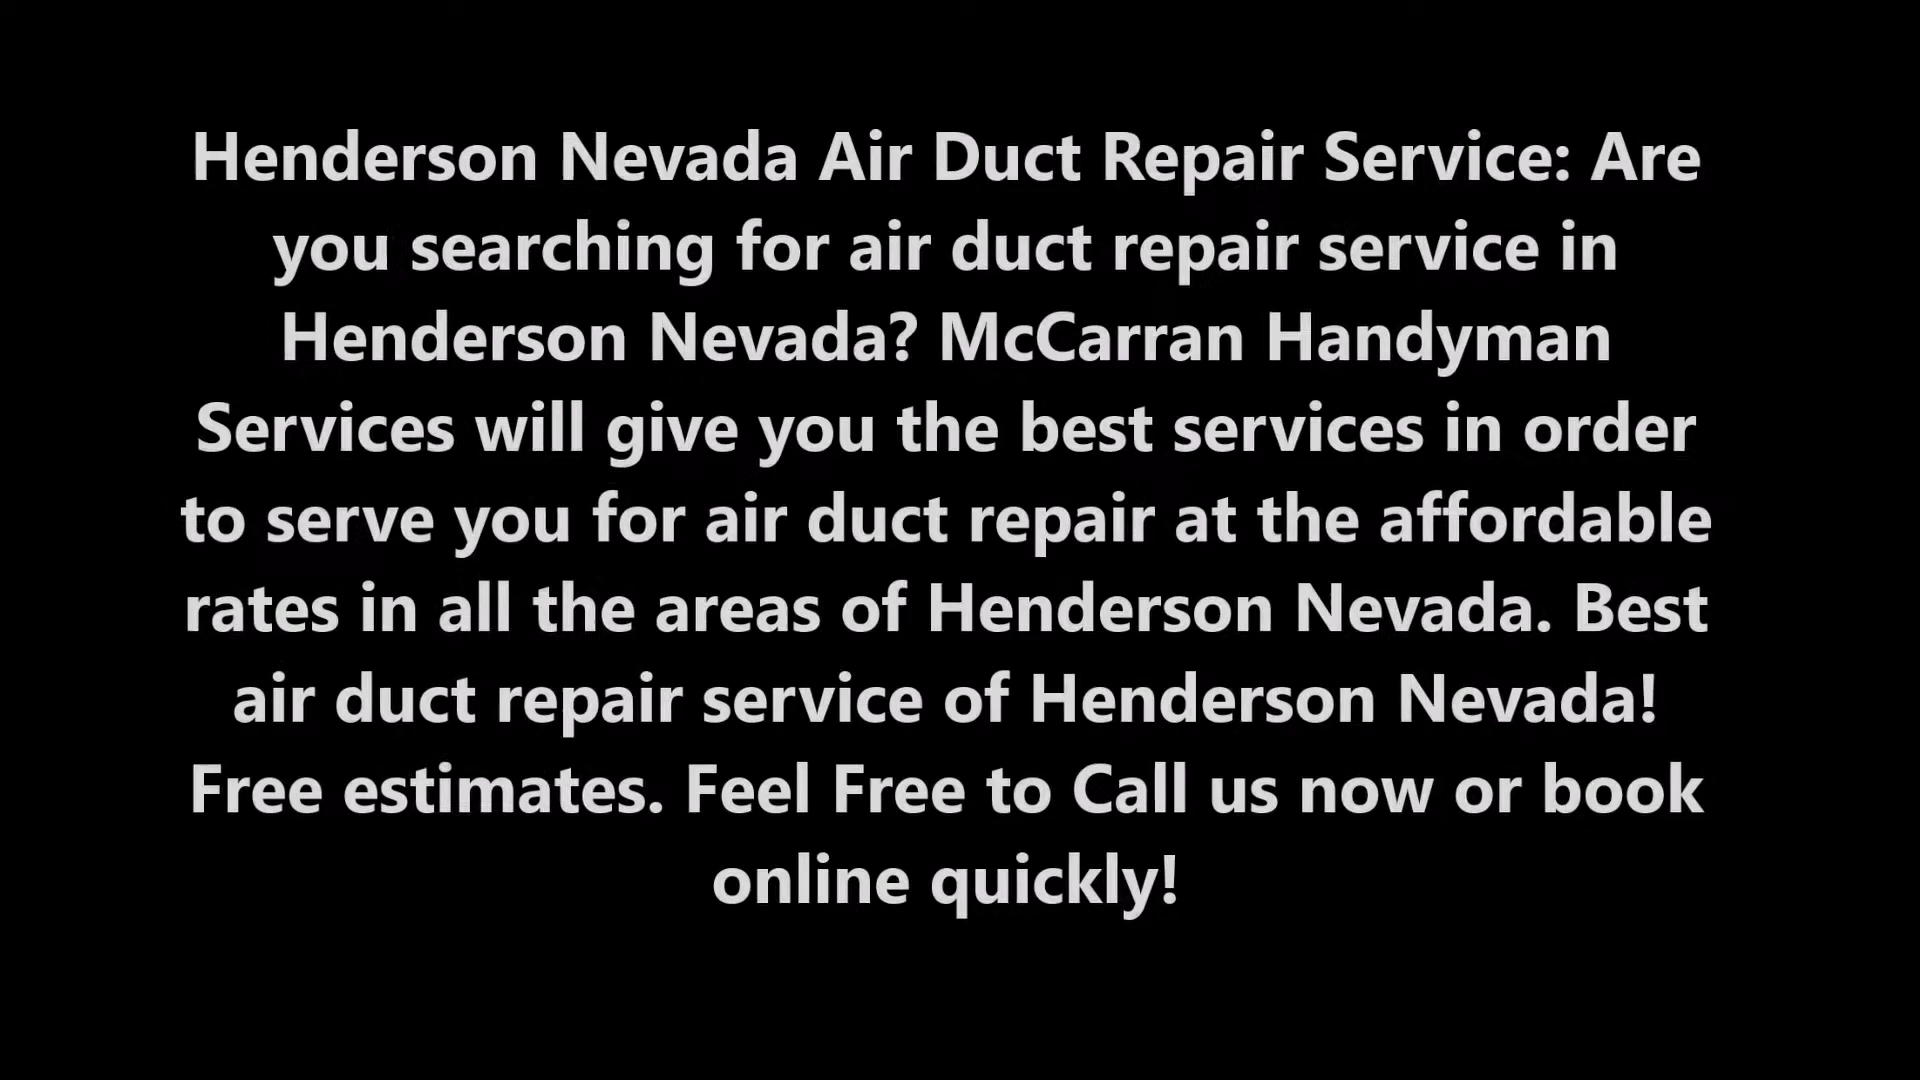 Henderson Nevada Air Duct Repair Service: Are
you searching for air duct repair service in
Henderson Nevada? McCarran Handyman
Services will give you the best services in order
to serve you for air duct repair at the affordable
rates in all the areas of Henderson Nevada. Best
air duct repair service of Henderson Nevada!
Free estimates. Feel Free to Call us now or book
online quickly!